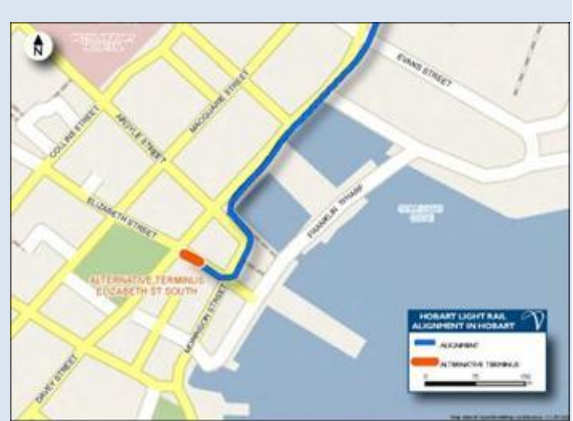 N
EVANS STREET
MACQUARIE STREET
ARGYLE STREET
COLLINS STREET
ELIZABETH STREET
FRANKLIN WHARF
ALTERNATIVE TERMINUS
ELIZABETH ST SOUTH
MORRISON STREET
DAVEY STREET
HOBART LIGHT RAIL
ALIGNMENT IN HOBART
ALIGNMENT
ALTERNATIVE TERMINUS
0